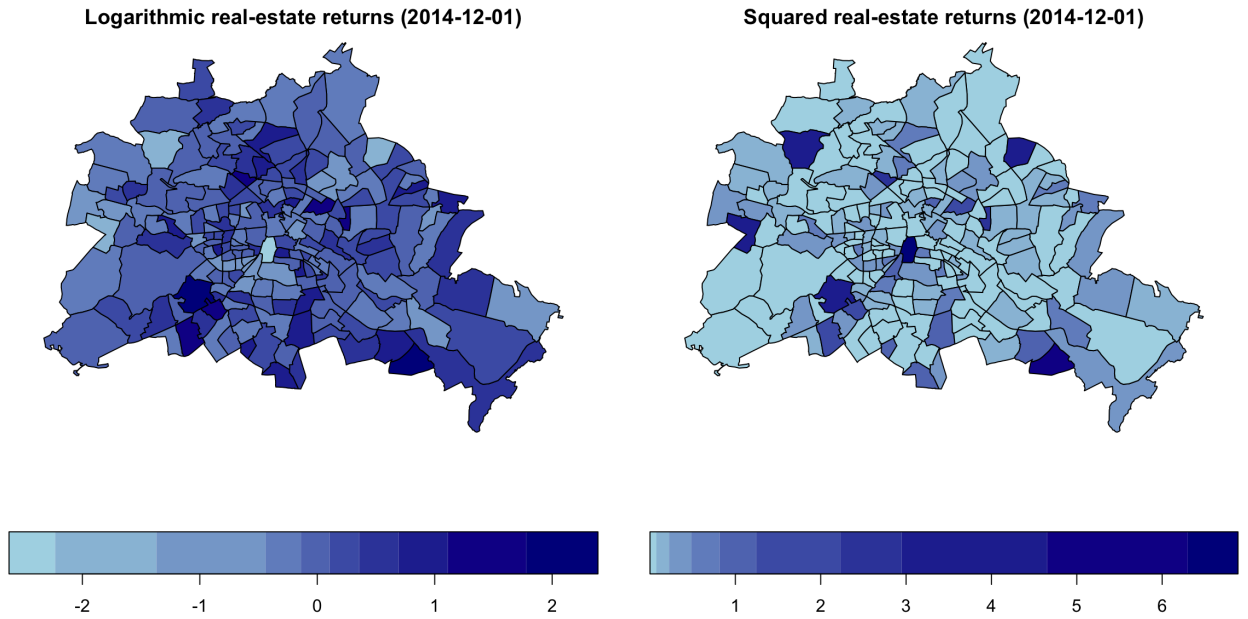 Logarithmic real-estate returns (2014-12-01)
Squared real-estate returns (2014-12-01)
-2 -1 0 1 2
1 2 3 4 5 6